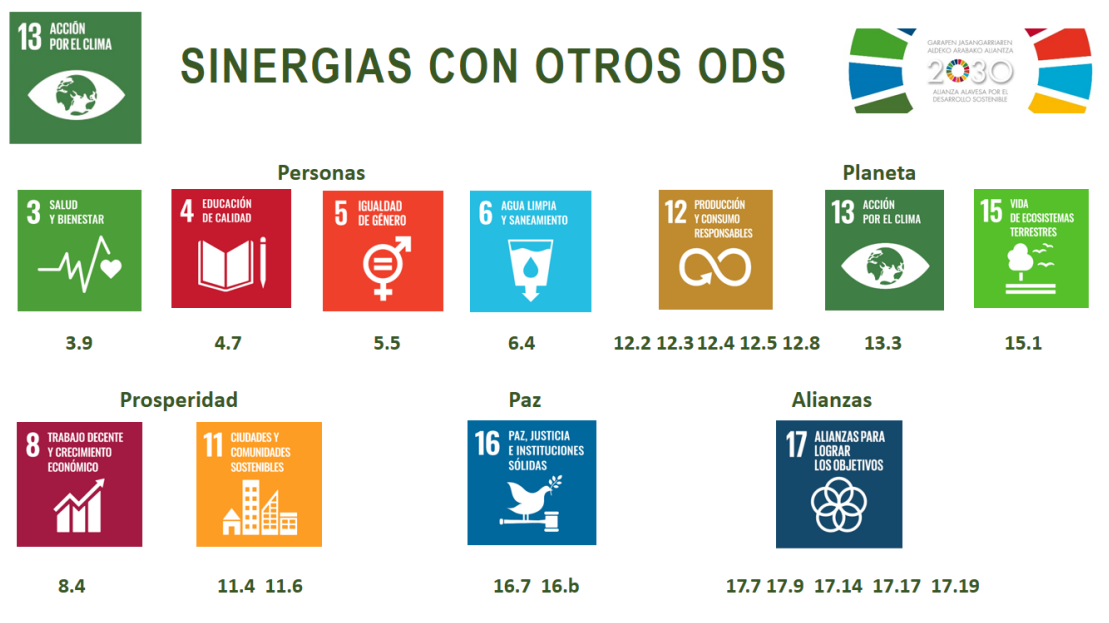 13 ACCIÓN
POR EL CLIMA
SINERGIAS CON OTROS ODS
GARAPEN JASANGARRIAREN
ALDEKO ARABAKO ALIANTZA
2030
ALIANZA ALAVESA POR EL
DESARROLLO SOSTENIBLE
Personas
Planeta
3 SALUD
Y BIENESTAR
4 EDUCACIÓN
DE CALIDAD
5 IGUALDAD
DE GÉNERO
6 AGUA LIMPIA
Y SANEAMIENTO
12 PRODUCCIÓN
Y CONSUMO
RESPONSABLES
13 ACCIÓN
POR EL CLIMA
15 VIDA
DE ECOSISTEMAS
TERRESTRES
3.9
4.7
5.5
6.4
12.2 12.3 12.4 12.5 12.8
13.3
15.1
Prosperidad
Paz
Alianzas
8 TRABAJO DECENTE
Y CRECIMIENTO
ECONÓMICO
11 CIUDADES Y
COMUNIDADES
SOSTENIBLES
16 PAZ, JUSTICIA
E INSTITUCIONES
SÓLIDAS
17 ALIANZAS PARA
LOGRAR
LOS OBJETIVOS
8.4
11.4 11.6
16.7 16.b
17.7 17.9 17.14 17.17 17.19